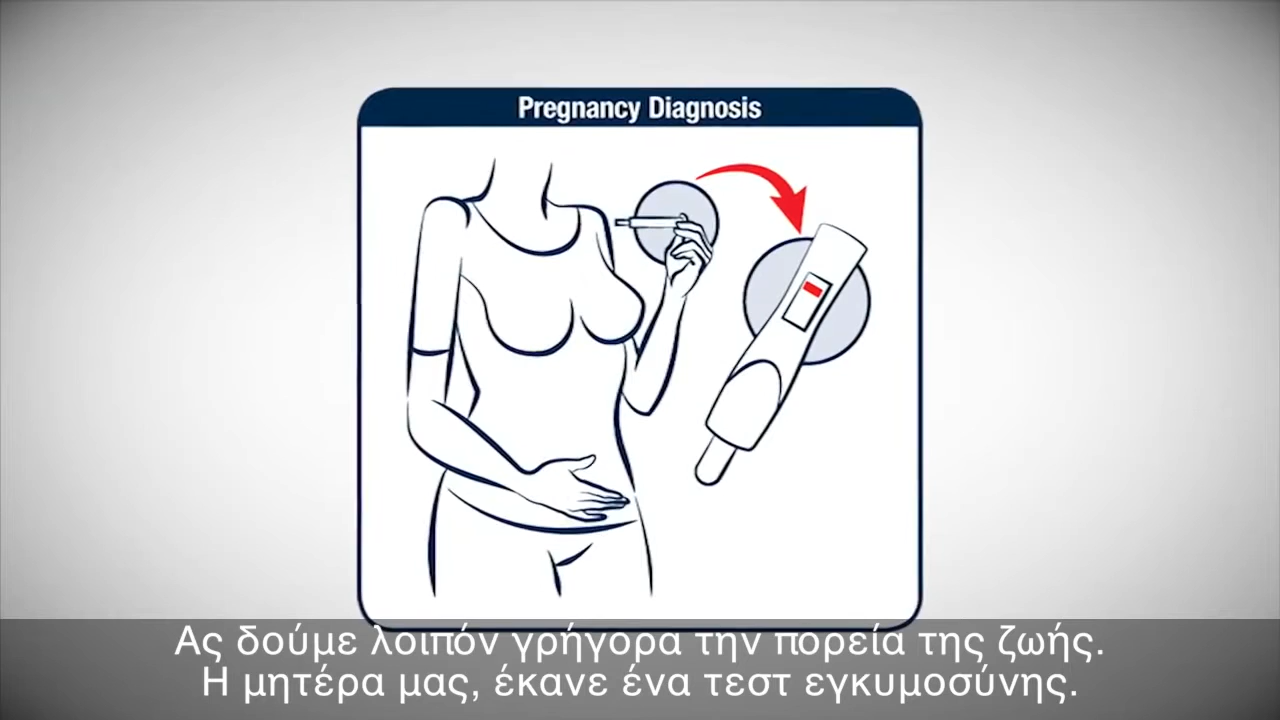 Pregnancy Diagnosis
Ας δούμε λοιπόν γρήγορα την πορεία της ζωής.
Η μητέρα μας, έκανε ένα τεστ εγκυμοσύνης.